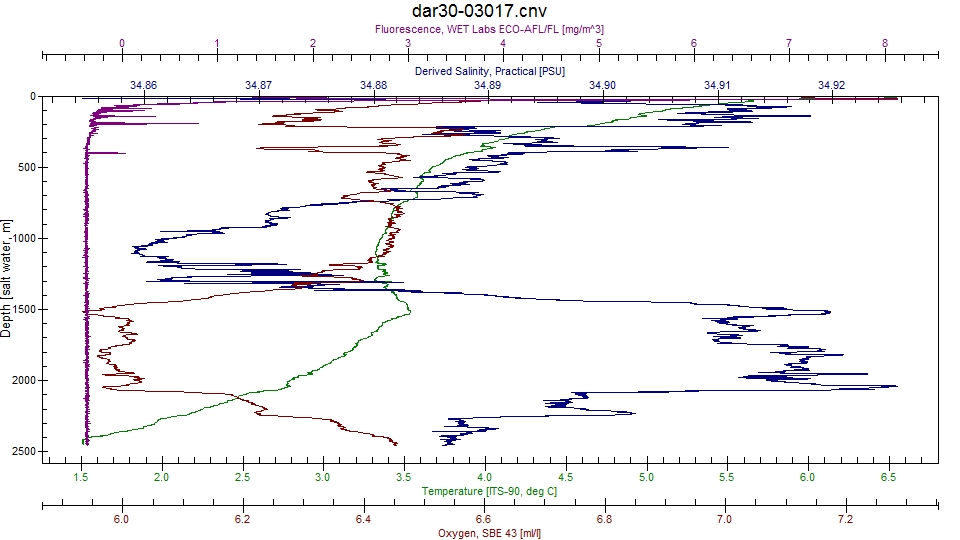 dar30-03017.cnv
Fluorescence, WET Labs ECO-AFL/FL [mg/m^3]
0 1 2 3 4 5 6 7 8
Derived Salinity, Practical [PSU]
34.86 34.87 34.88 34.89 34.90 34.91 34.92
0
500
1000
1500
2000
2500
Depth [salt water, m]
1.5 2.0 2.5 3.0 3.5 4.0 4.5 5.0 5.5 6.0 6.5
Temperature [ITS-90, deg C]
6.0 6.2 6.4 6.6 6.8 7.0 7.2
Oxygen, SBE 43 [ml/l]